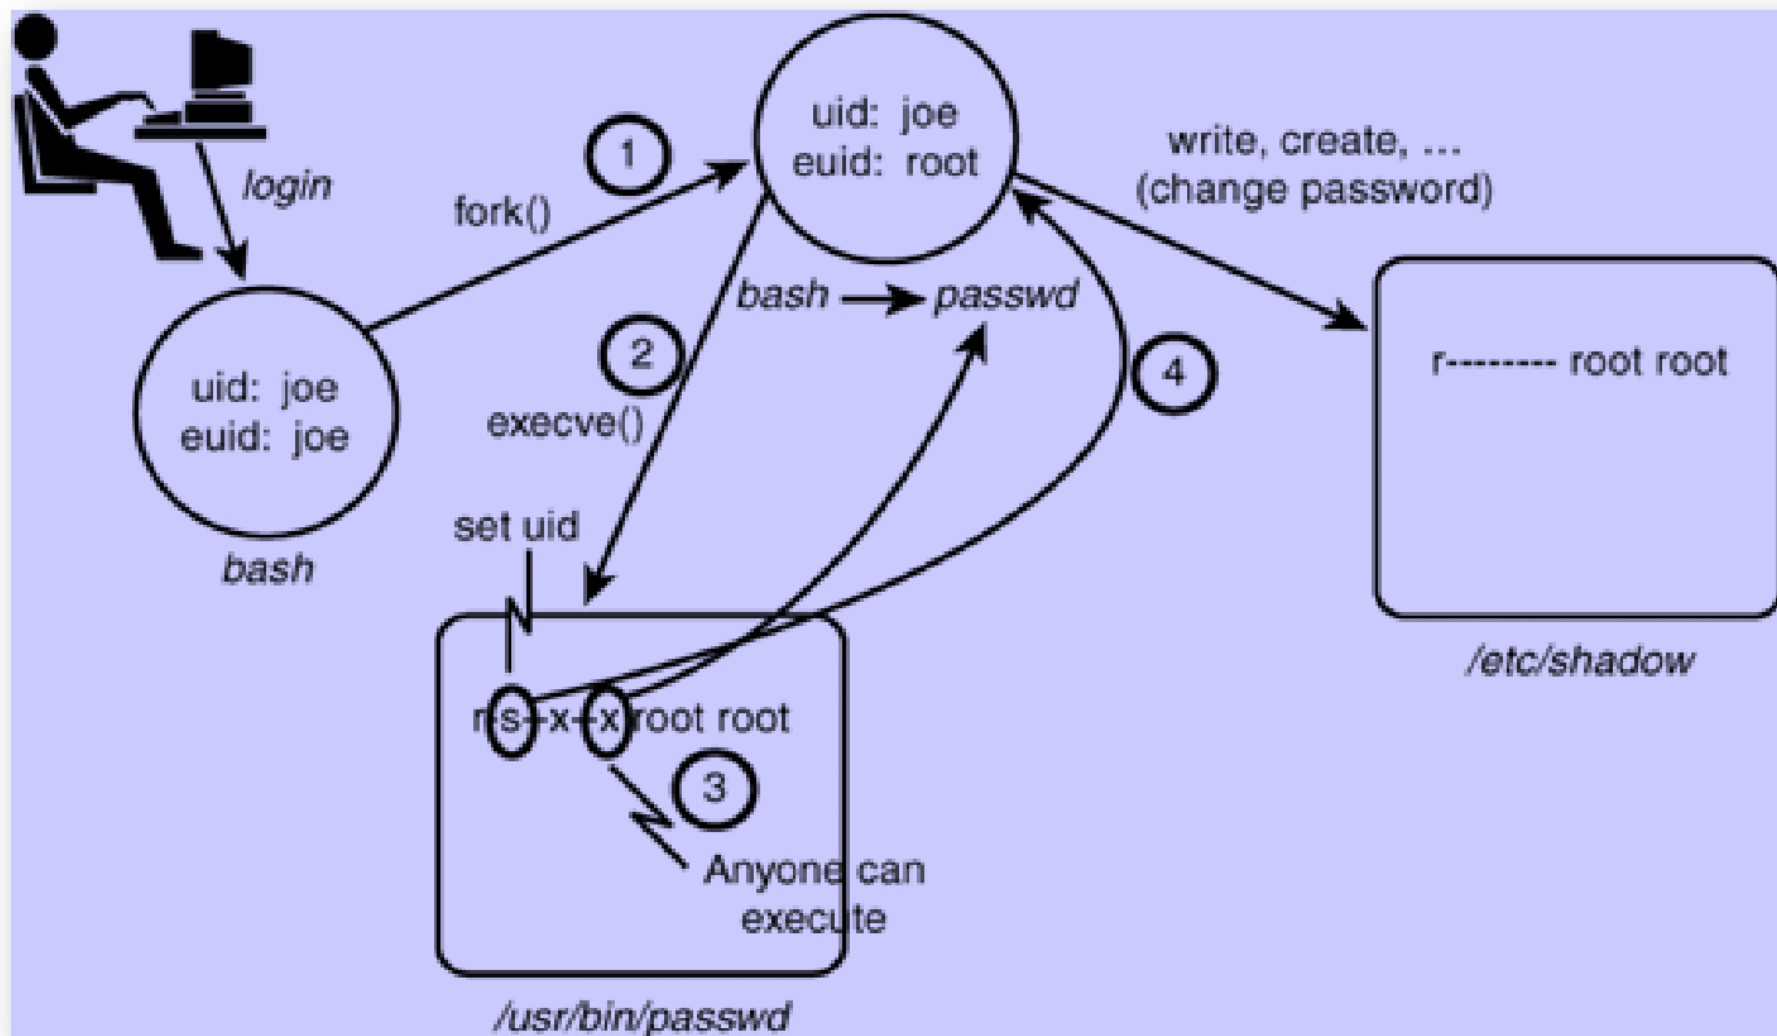 login
1
fork()
uid: joe
euid: root
write, create, ...
(change password)
bash passwd
2
execve()
4
uid: joe
euid: joe
bash
r-------- root root
/etc/shadow
set uid
r-s--x--x root root
3
Anyone can
execute
/usr/bin/passwd